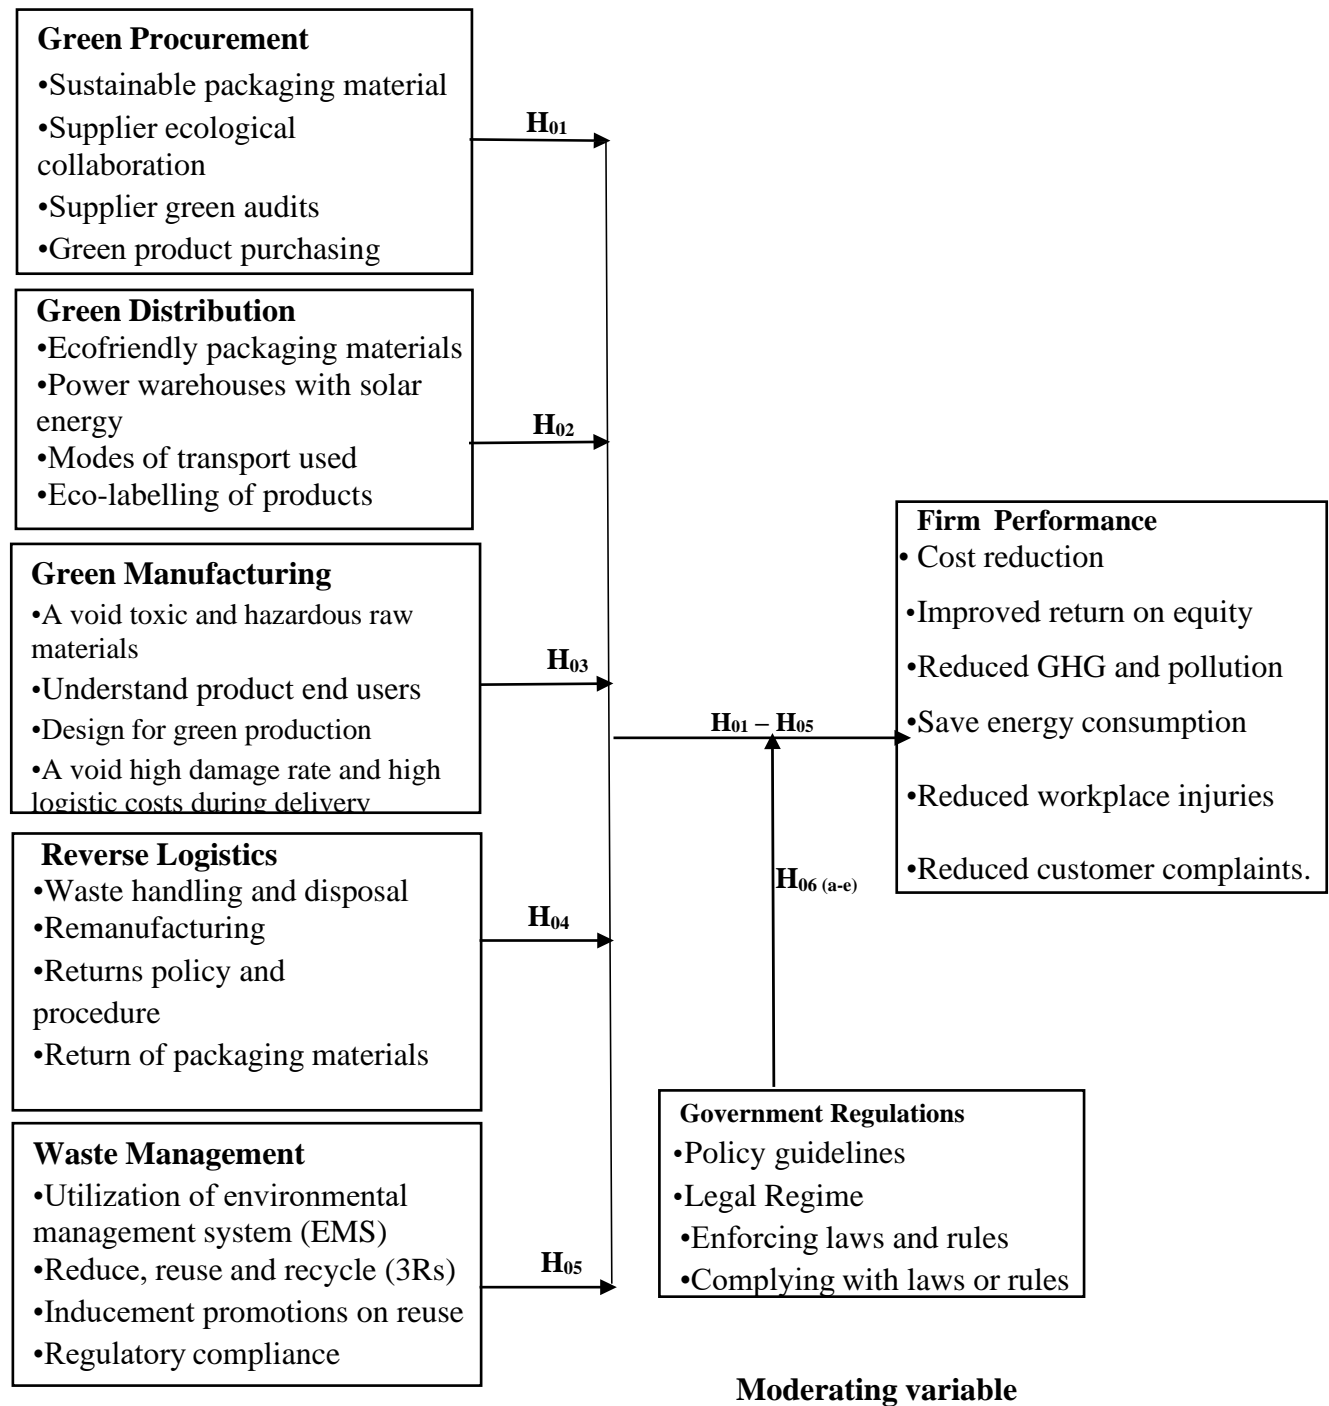 Green Procurement
•Sustainable packaging material
•Supplier ecological
collaboration
•Supplier green audits
•Green product purchasing
H01
Green Distribution
•Ecofriendly packaging materials
•Power warehouses with solar
energy
•Modes of transport used
•Eco-labelling of products
H02
Green Manufacturing
•A void toxic and hazardous raw
materials
•Understand product end users
•Design for green production
•A void high damage rate and high
logistic costs during delivery
H03
Reverse Logistics
•Waste handling and disposal
•Remanufacturing
•Returns policy and
procedure
•Return of packaging materials
H04
Waste Management
•Utilization of environmental
management system (EMS)
•Reduce, reuse and recycle (3Rs)
•Inducement promotions on reuse
•Regulatory compliance
H05
H01 – H05
H06 (a-e)
Firm Performance
• Cost reduction
•Improved return on equity
•Reduced GHG and pollution
•Save energy consumption
•Reduced workplace injuries
•Reduced customer complaints.
Government Regulations
•Policy guidelines
•Legal Regime
•Enforcing laws and rules
•Complying with laws or rules
Moderating variable